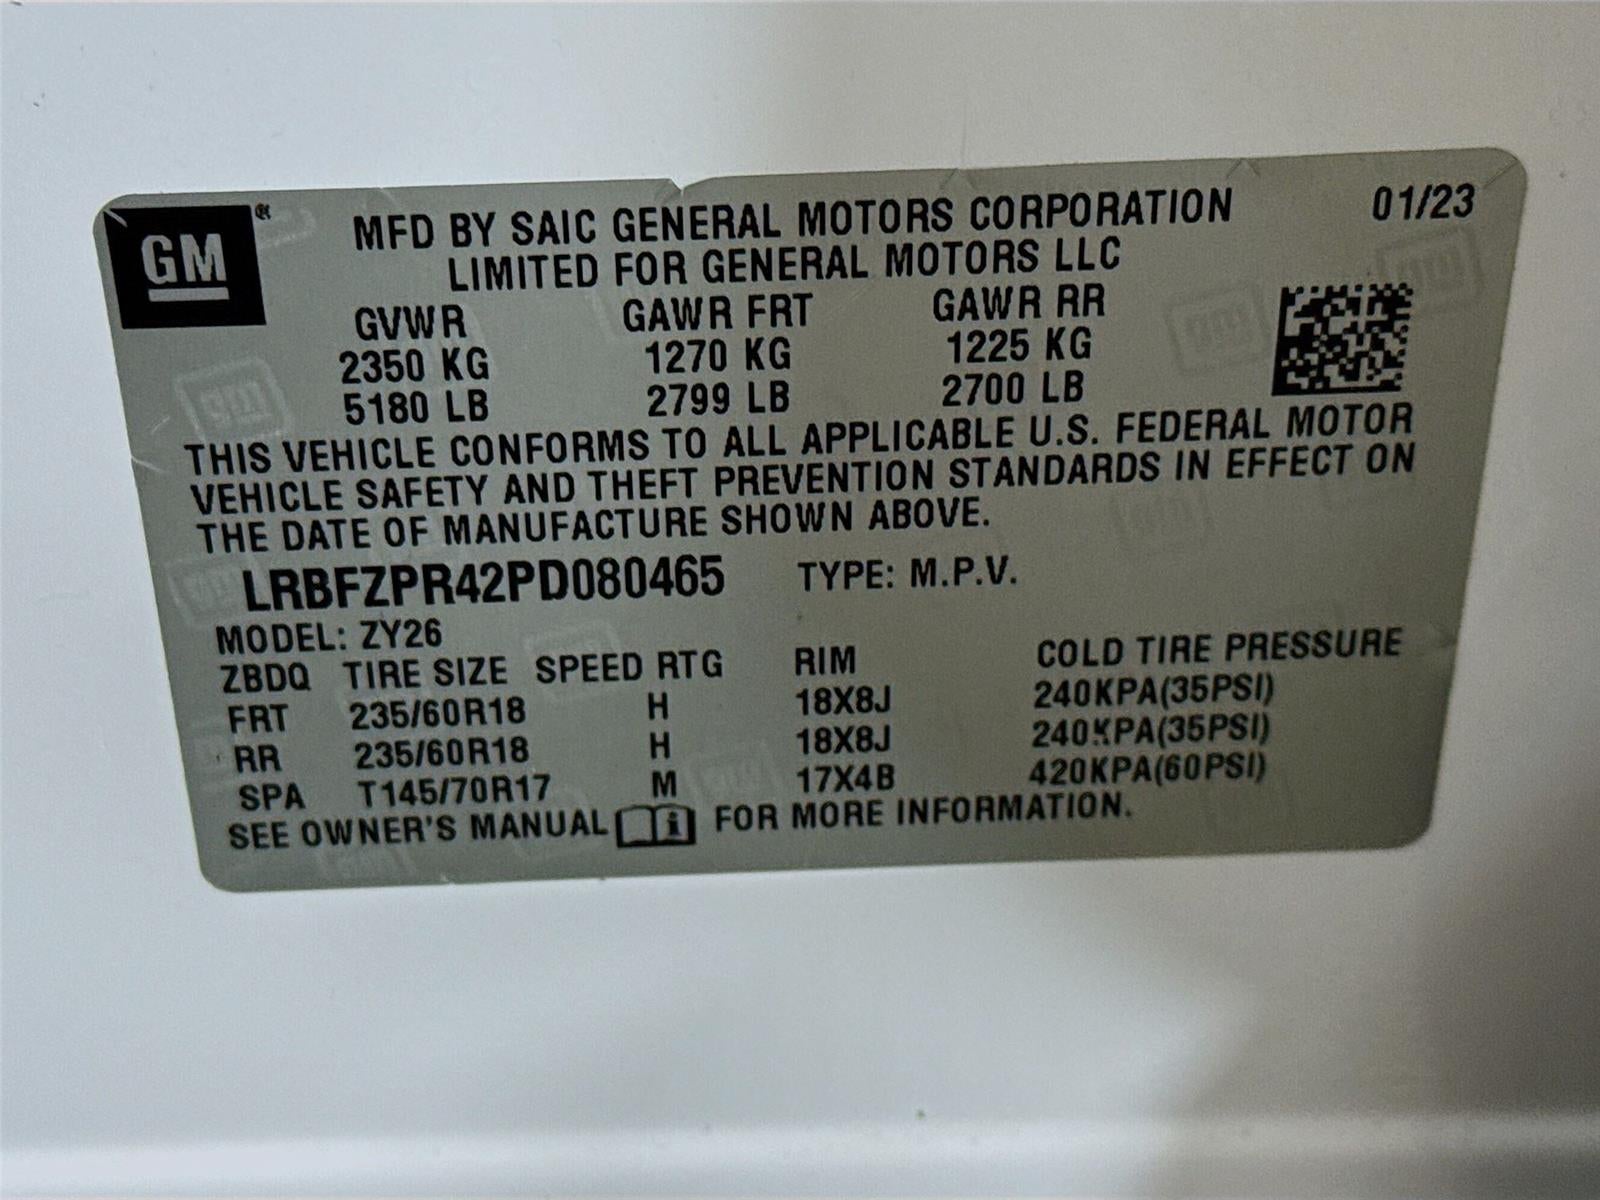 GM ®
MFD BY SAIC GENERAL MOTORS CORPORATION 01/23
LIMITED FOR GENERAL MOTORS LLC
GVWR GAWR FRT GAWR RR
2350 KG 1270 KG 1225 KG
5180 LB 2799 LB 2700 LB
THIS VEHICLE CONFORMS TO ALL APPLICABLE U.S. FEDERAL MOTOR
VEHICLE SAFETY AND THEFT PREVENTION STANDARDS IN EFFECT ON
THE DATE OF MANUFACTURE SHOWN ABOVE.
LRBFZPR42PD080465 TYPE: M.P.V.
MODEL: ZY26
ZBDQ TIRE SIZE SPEED RTG RIM COLD TIRE PRESSURE
FRT 235/60R18 H 18X8J 240KPA(35PSI)
RR 235/60R18 H 18X8J 240KPA(35PSI)
SPA T145/70R17 M 17X4B 420KPA(60PSI)
SEE OWNER'S MANUAL i FOR MORE INFORMATION.